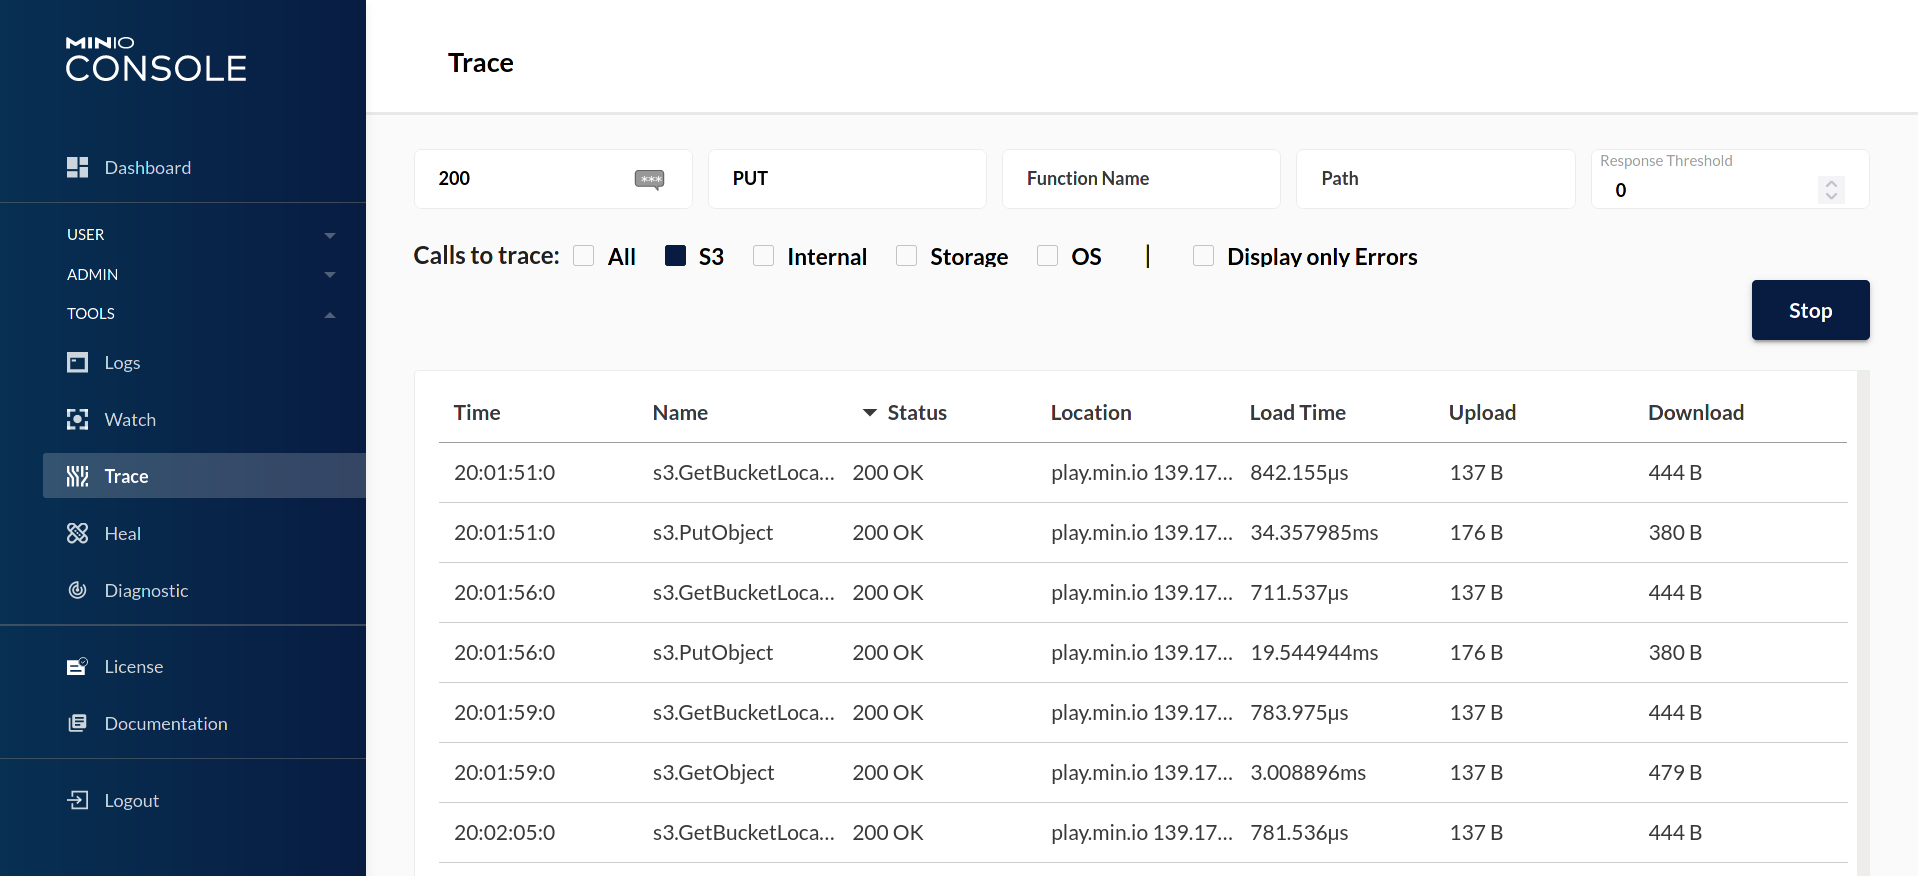 MINIO
CONSOLE
Dashboard
USER
ADMIN
TOOLS
Logs
Watch
Trace
Heal
Diagnostic
License
Documentation
Logout
Trace
200 *** PUT Function Name Path Response Threshold 0
Calls to trace: All S3 Internal Storage OS | Display only Errors
Stop
Time Name Status Location Load Time Upload Download
20:01:51:0 s3.GetBucketLoca... 200 OK play.min.io 139.17... 842.155µs 137 B 444 B
20:01:51:0 s3.PutObject 200 OK play.min.io 139.17... 34.357985ms 176 B 380 B
20:01:56:0 s3.GetBucketLoca... 200 OK play.min.io 139.17... 711.537µs 137 B 444 B
20:01:56:0 s3.PutObject 200 OK play.min.io 139.17... 19.544944ms 176 B 380 B
20:01:59:0 s3.GetBucketLoca... 200 OK play.min.io 139.17... 783.975µs 137 B 444 B
20:01:59:0 s3.GetObject 200 OK play.min.io 139.17... 3.008896ms 137 B 479 B
20:02:05:0 s3.GetBucketLoca... 200 OK play.min.io 139.17... 781.536µs 137 B 444 B